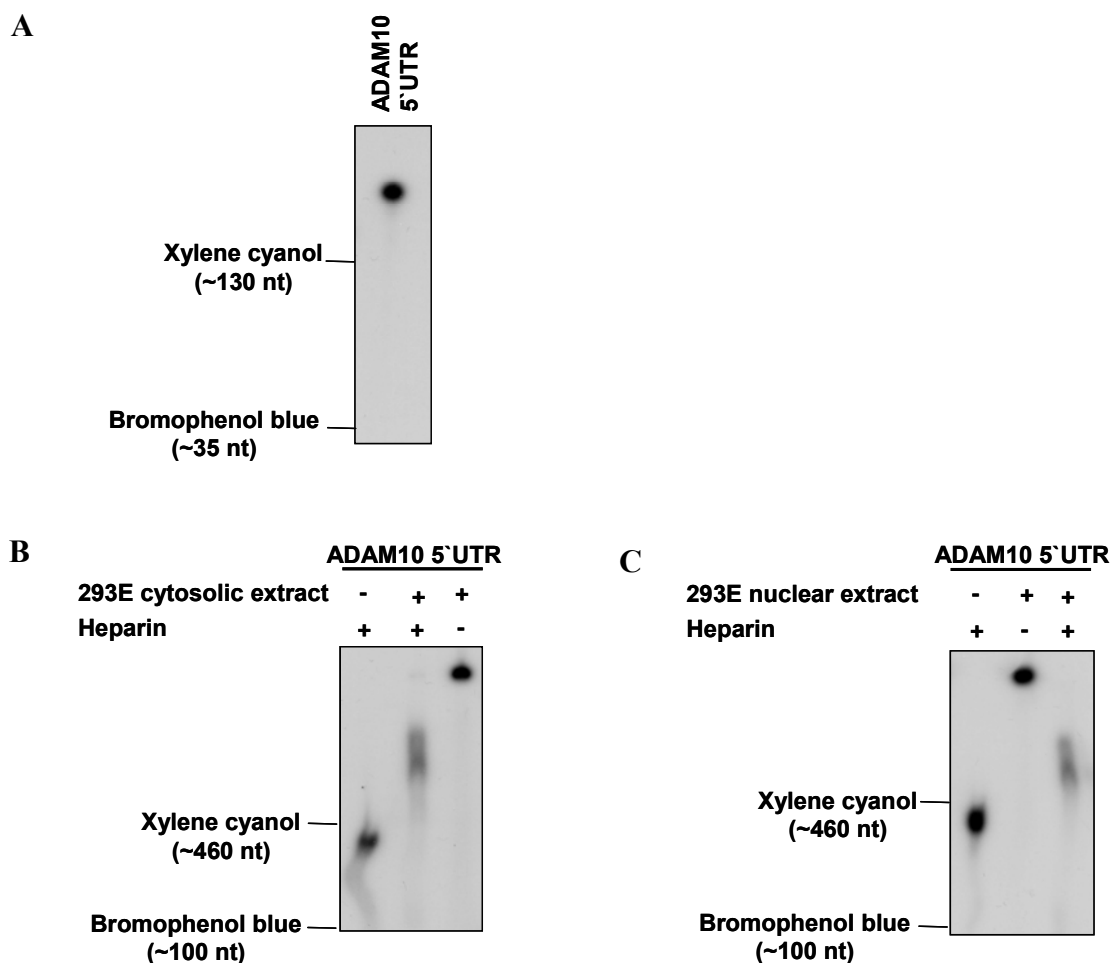 A
ADAM10
5`UTR
Xylene cyanol
(~130 nt)
Bromophenol blue
(~35 nt)
B
ADAM10 5`UTR
293E cytosolic extract - + +
Heparin + + -
Xylene cyanol
(~460 nt)
Bromophenol blue
(~100 nt)
C
ADAM10 5`UTR
293E nuclear extract - + +
Heparin + - +
Xylene cyanol
(~460 nt)
Bromophenol blue
(~100 nt)